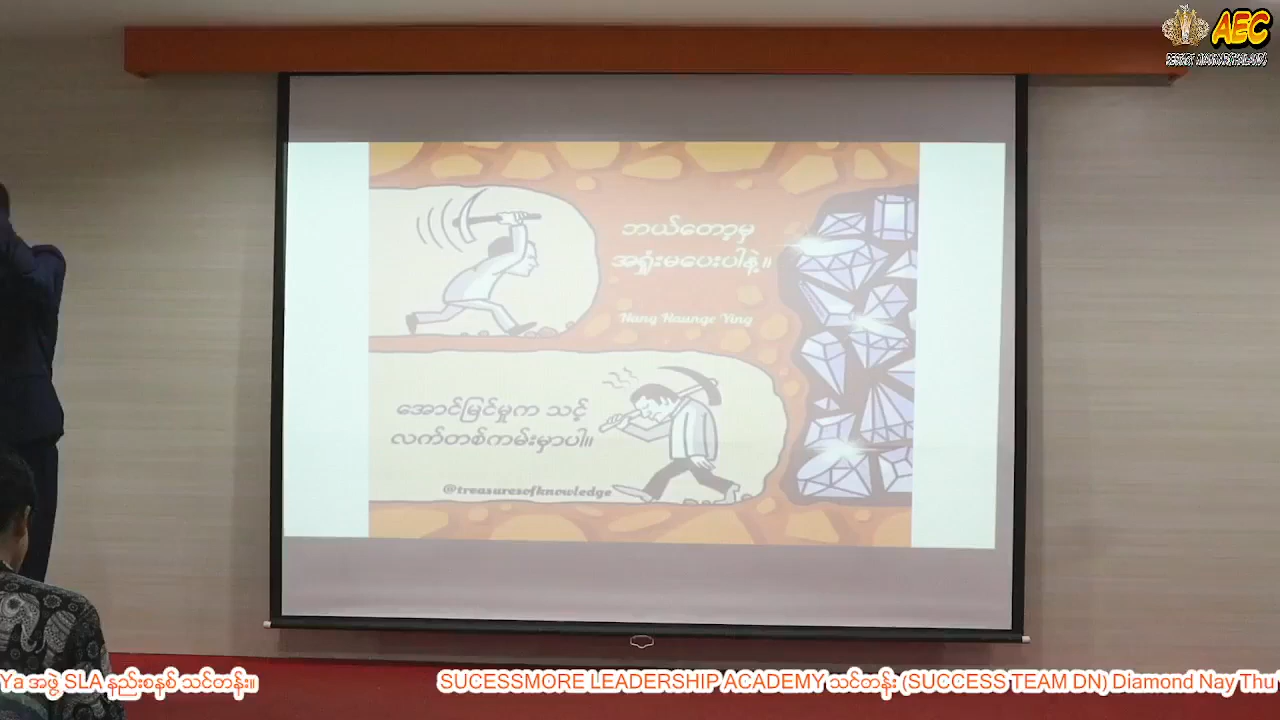 AEC
ဘယ်တော့မှ
အရှုံးမပေးပါနဲ့။
Nang Naunge Ying
အောင်မြင်မှုက သင့်
လက်တစ်ကမ်းမှာပါ။
@treasuresofknowledge
Ya အဖွဲ့ SLA နည်းစနစ် သင်တန်း။ SUCESSMORE LEADERSHIP ACADEMY သင်တန်း (SUCCESS TEAM DN) Diamond Nay Thu